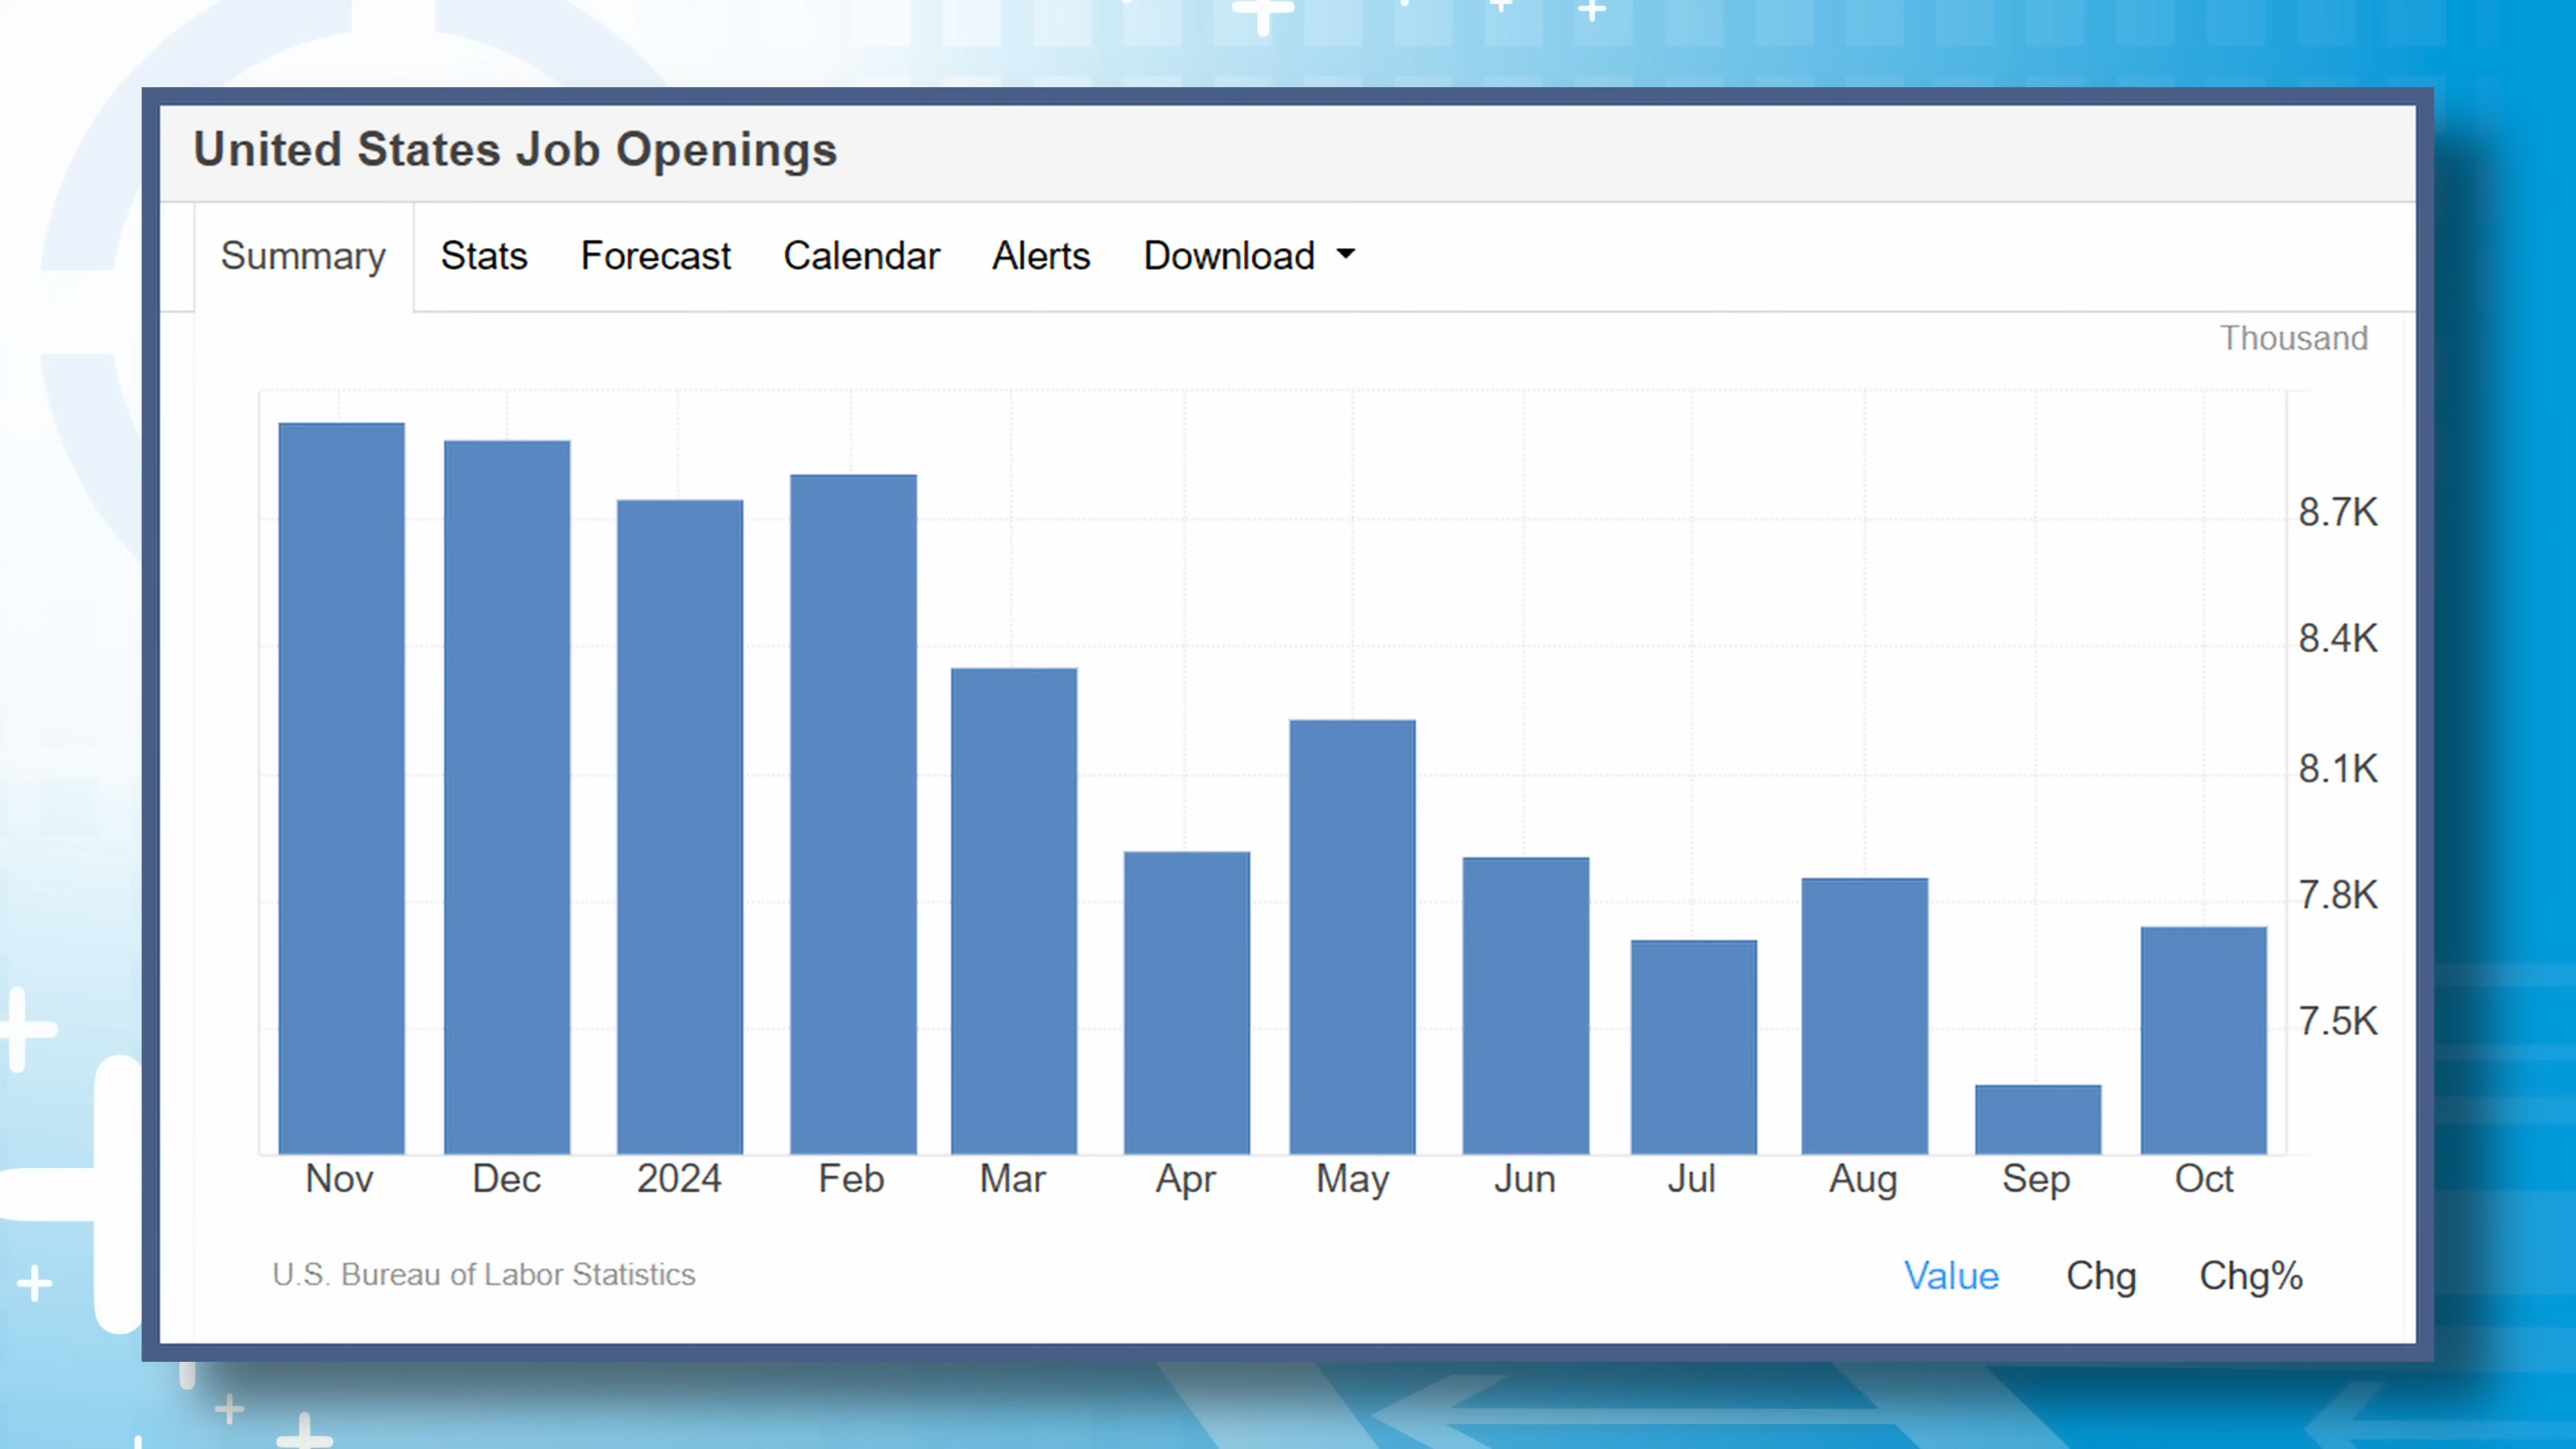 United States Job Openings
Summary Stats Forecast Calendar Alerts Download
Thousand
8.7K
8.4K
8.1K
7.8K
7.5K
Nov Dec 2024 Feb Mar Apr May Jun Jul Aug Sep Oct
U.S. Bureau of Labor Statistics Value Chg Chg%